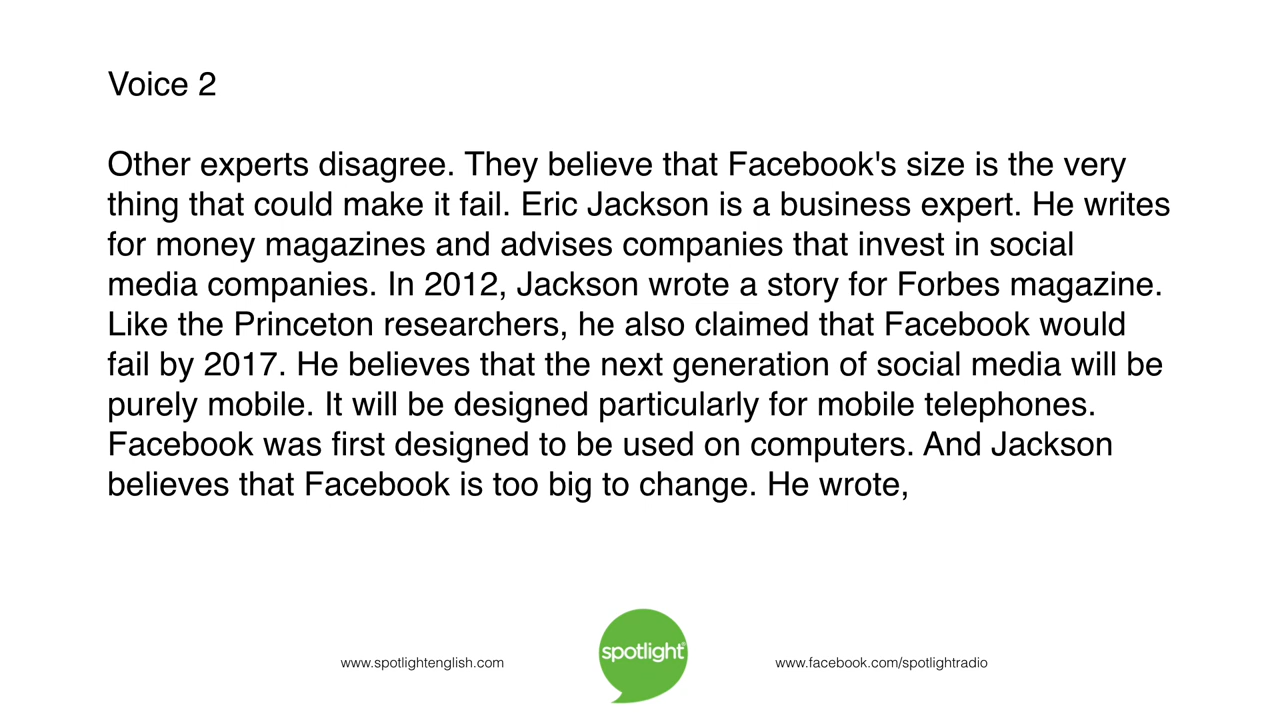 Voice 2
Other experts disagree. They believe that Facebook's size is the very
thing that could make it fail. Eric Jackson is a business expert. He writes
for money magazines and advises companies that invest in social
media companies. In 2012, Jackson wrote a story for Forbes magazine.
Like the Princeton researchers, he also claimed that Facebook would
fail by 2017. He believes that the next generation of social media will be
purely mobile. It will be designed particularly for mobile telephones.
Facebook was first designed to be used on computers. And Jackson
believes that Facebook is too big to change. He wrote,
www.spotlightenglish.com
spotlight®
www.facebook.com/spotlightradio